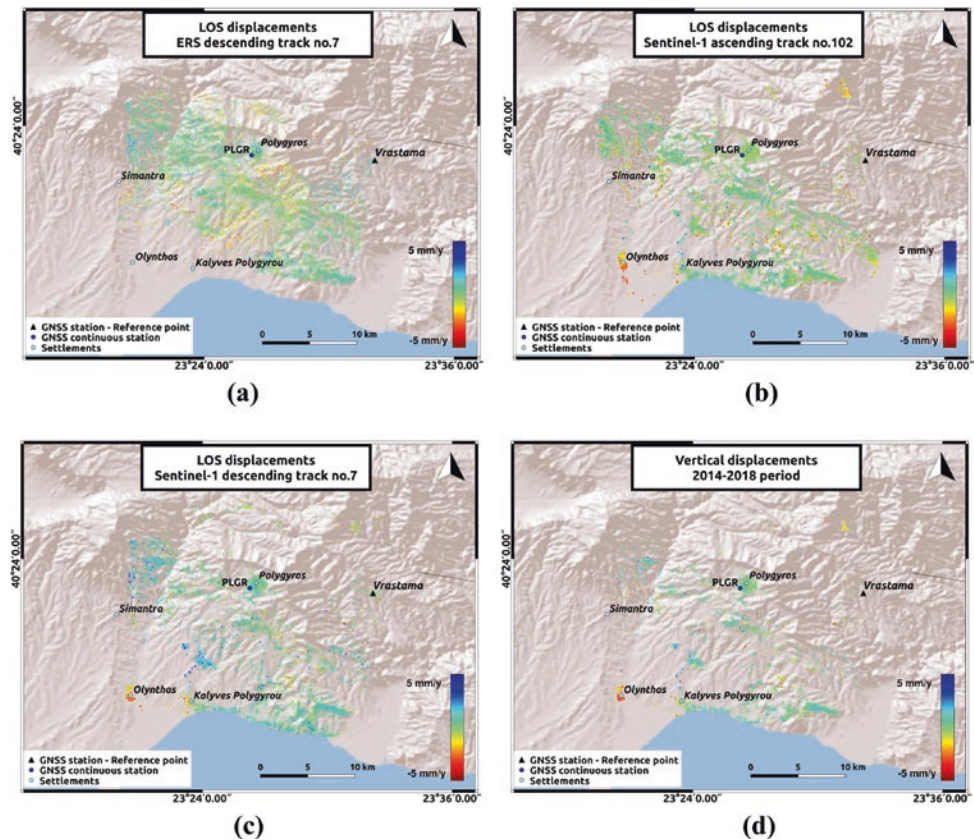 LOS displacements
ERS descending track no.7
40°24'0.00"
PLGR
Polygyros
Vrastama
Simantra
Olynthos
Kalyves Polygyrou
5 mm/y
-5 mm/y
GNSS station - Reference point
GNSS continuous station
Settlements
0 5 10 km
23°24'0.00"
23°36'0.00"
(a)
LOS displacements
Sentinel-1 ascending track no.102
40°24'0.00"
PLGR
Polygyros
Vrastama
Simantra
Olynthos
Kalyves Polygyrou
5 mm/y
-5 mm/y
GNSS station - Reference point
GNSS continuous station
Settlements
0 5 10 km
23°24'0.00"
23°36'0.00"
(b)
LOS displacements
Sentinel-1 descending track no.7
40°24'0.00"
PLGR
Polygyros
Vrastama
Simantra
Olynthos
Kalyves Polygyrou
5 mm/y
-5 mm/y
GNSS station - Reference point
GNSS continuous station
Settlements
0 5 10 km
23°24'0.00"
23°36'0.00"
(c)
Vertical displacements
2014-2018 period
40°24'0.00"
PLGR
Polygyros
Vrastama
Simantra
Olynthos
Kalyves Polygyrou
5 mm/y
-5 mm/y
GNSS station - Reference point
GNSS continuous station
Settlements
0 5 10 km
23°24'0.00"
23°36'0.00"
(d)